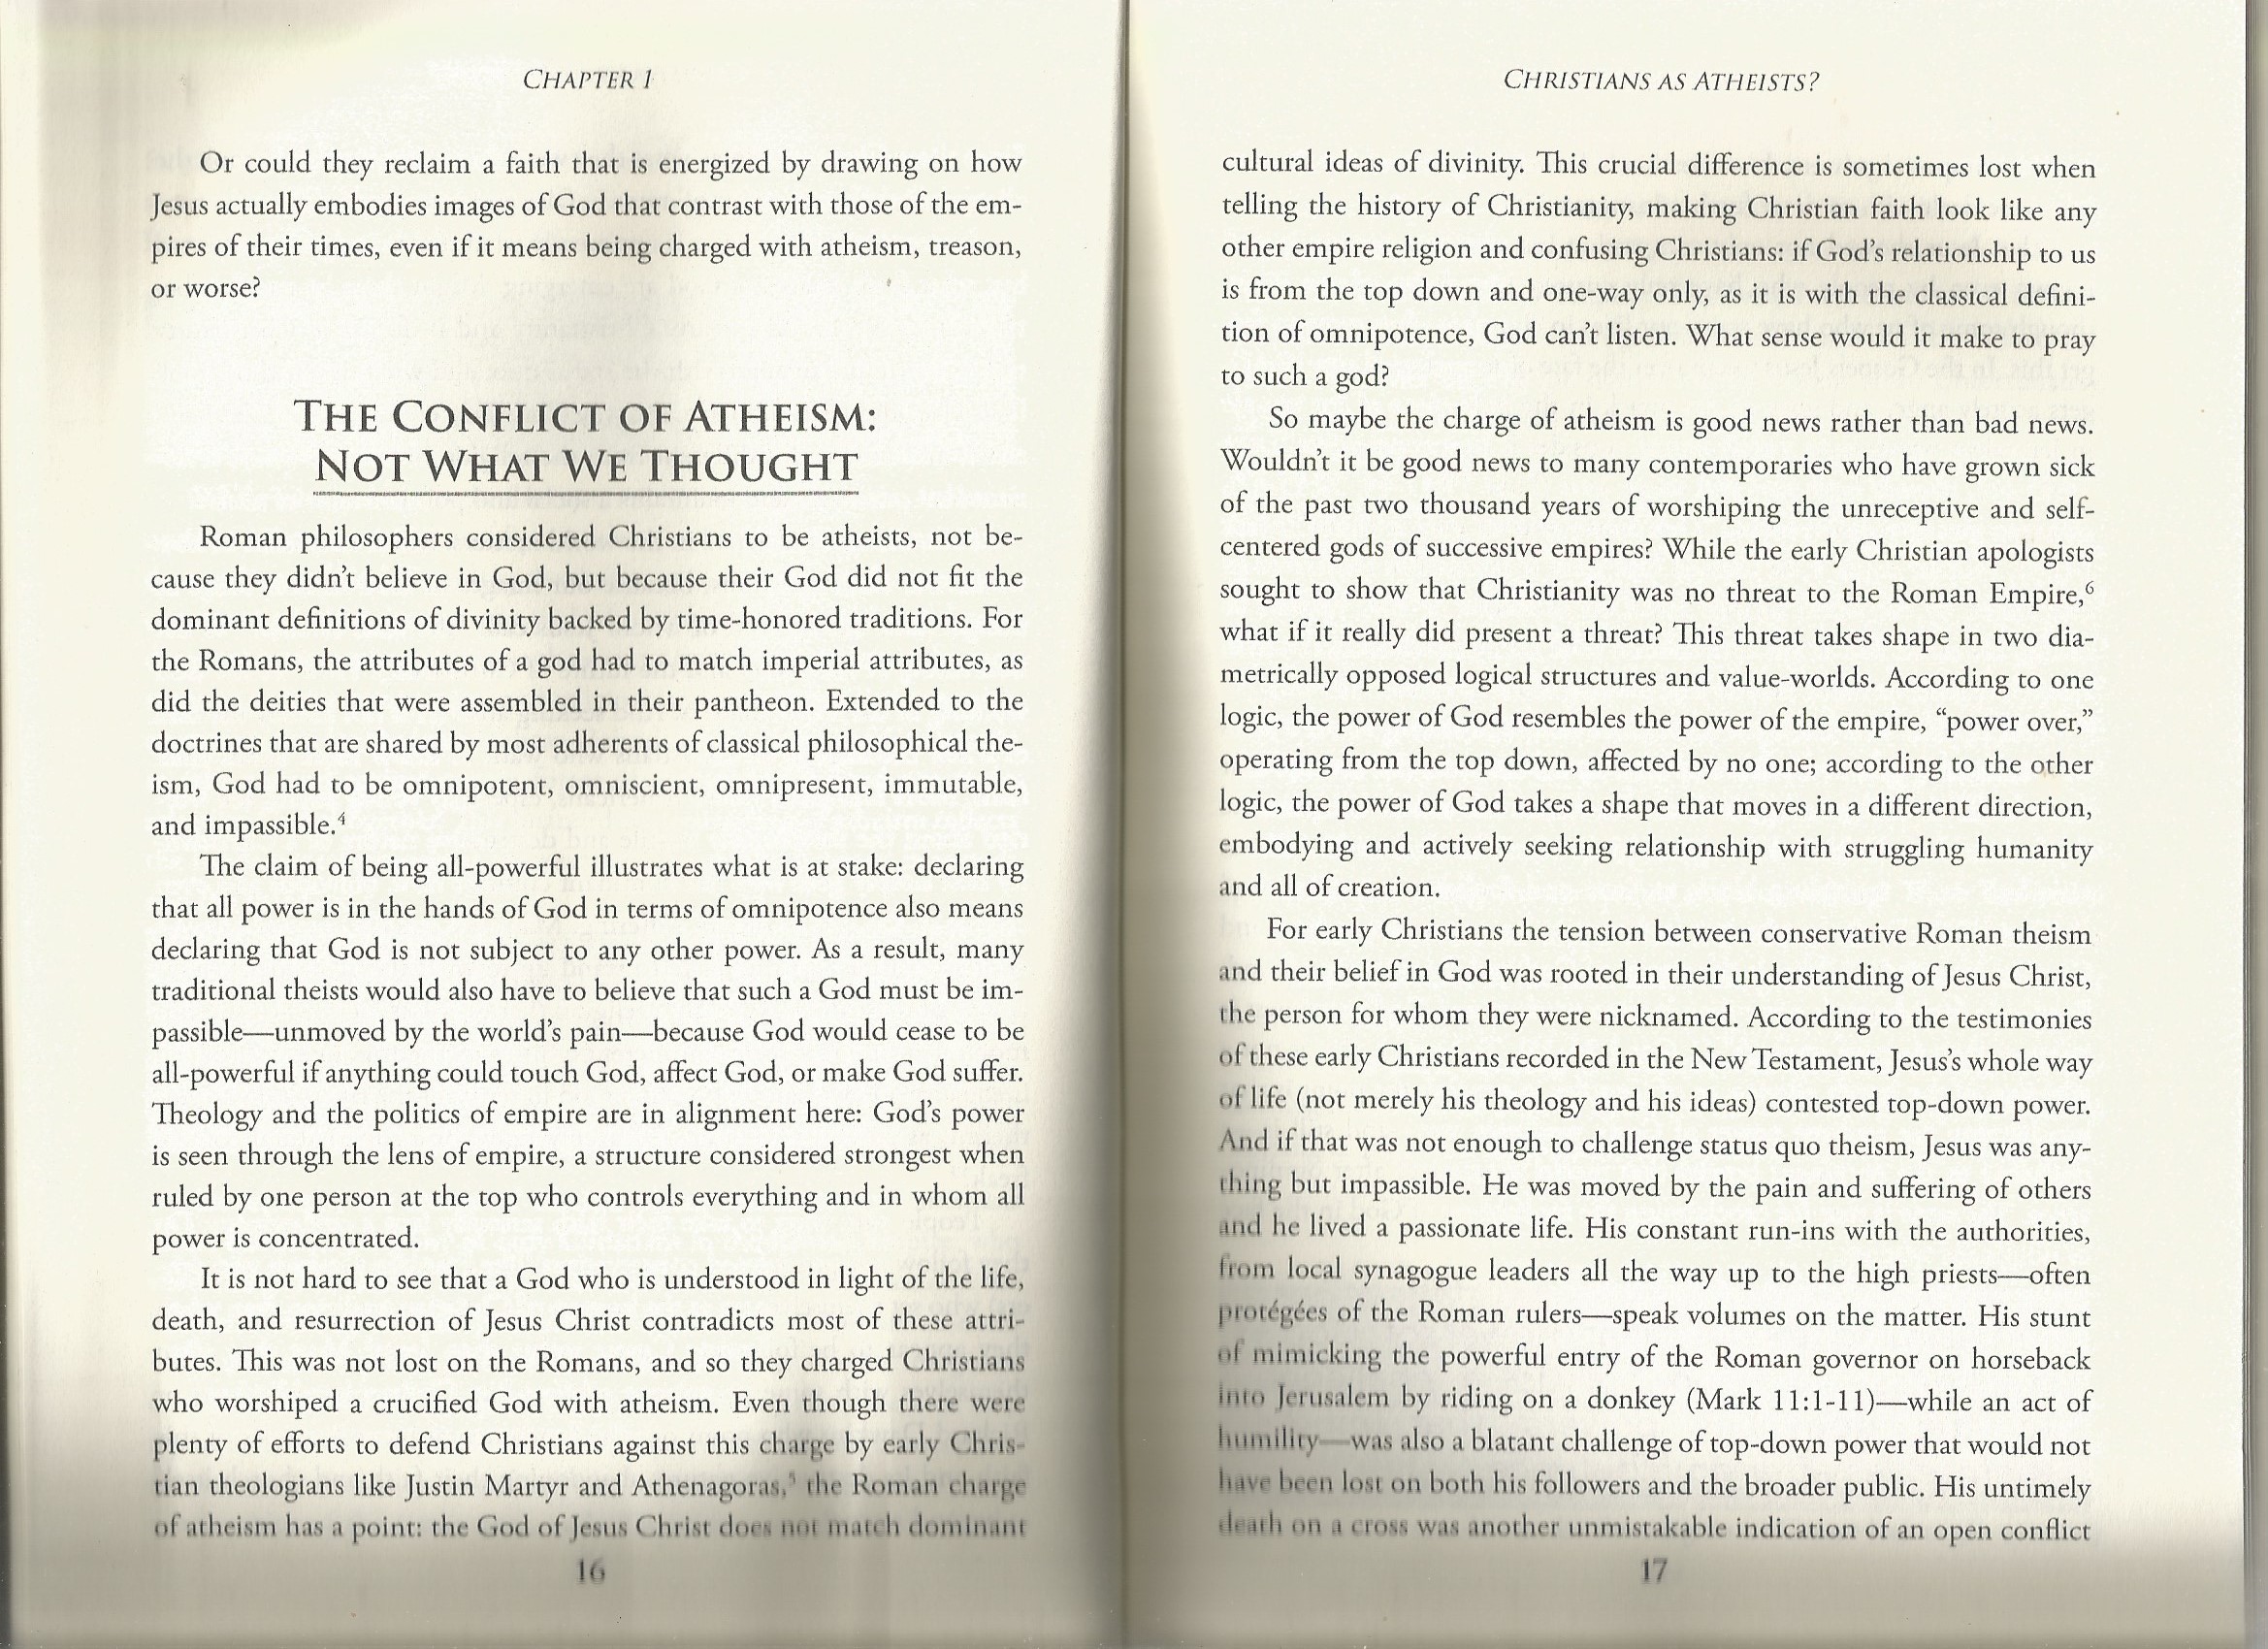 CHAPTER 1
Or could they reclaim a faith that is energized by drawing on how
Jesus actually embodies images of God that contrast with those of the em-
pires of their times, even if it means being charged with atheism, treason,
or worse?
THE CONFLICT OF ATHEISM:
NOT WHAT WE THOUGHT
Roman philosophers considered Christians to be atheists, not be-
cause they didn't believe in God, but because their God did not fit the
dominant definitions of divinity backed by time-honored traditions. For
the Romans, the attributes of a god had to match imperial attributes, as
did the deities that were assembled in their pantheon. Extended to the
doctrines that are shared by most adherents of classical philosophical the-
ism, God had to be omnipotent, omniscient, omnipresent, immutable,
and impassible.⁴
The claim of being all-powerful illustrates what is at stake: declaring
that all power is in the hands of God in terms of omnipotence also means
declaring that God is not subject to any other power. As a result, many
traditional theists would also have to believe that such a God must be im-
passible—unmoved by the world's pain—because God would cease to be
all-powerful if anything could touch God, affect God, or make God suffer.
Theology and the politics of empire are in alignment here: God's power
is seen through the lens of empire, a structure considered strongest when
ruled by one person at the top who controls everything and in whom all
power is concentrated.
It is not hard to see that a God who is understood in light of the life,
death, and resurrection of Jesus Christ contradicts most of these attri-
butes. This was not lost on the Romans, and so they charged Christians
who worshiped a crucified God with atheism. Even though there were
plenty of efforts to defend Christians against this charge by early Chris-
tian theologians like Justin Martyr and Athenagoras,⁵ the Roman charge
of atheism has a point: the God of Jesus Christ does not match dominant
16
CHRISTIANS AS ATHEISTS?
cultural ideas of divinity. This crucial difference is sometimes lost when
telling the history of Christianity, making Christian faith look like any
other empire religion and confusing Christians: if God's relationship to us
is from the top down and one-way only, as it is with the classical defini-
tion of omnipotence, God can't listen. What sense would it make to pray
to such a god?
So maybe the charge of atheism is good news rather than bad news.
Wouldn't it be good news to many contemporaries who have grown sick
of the past two thousand years of worshiping the unreceptive and self-
centered gods of successive empires? While the early Christian apologists
sought to show that Christianity was no threat to the Roman Empire,⁶
what if it really did present a threat? This threat takes shape in two dia-
metrically opposed logical structures and value-worlds. According to one
logic, the power of God resembles the power of the empire, "power over,"
operating from the top down, affected by no one; according to the other
logic, the power of God takes a shape that moves in a different direction,
embodying and actively seeking relationship with struggling humanity
and all of creation.
For early Christians the tension between conservative Roman theism
and their belief in God was rooted in their understanding of Jesus Christ,
the person for whom they were nicknamed. According to the testimonies
of these early Christians recorded in the New Testament, Jesus's whole way
of life (not merely his theology and his ideas) contested top-down power.
And if that was not enough to challenge status quo theism, Jesus was any-
thing but impassible. He was moved by the pain and suffering of others
and he lived a passionate life. His constant run-ins with the authorities,
from local synagogue leaders all the way up to the high priests—often
protégées of the Roman rulers—speak volumes on the matter. His stunt
of mimicking the powerful entry of the Roman governor on horseback
into Jerusalem by riding on a donkey (Mark 11:1-11)—while an act of
humility—was also a blatant challenge of top-down power that would not
have been lost on both his followers and the broader public. His untimely
death on a cross was another unmistakable indication of an open conflict
17